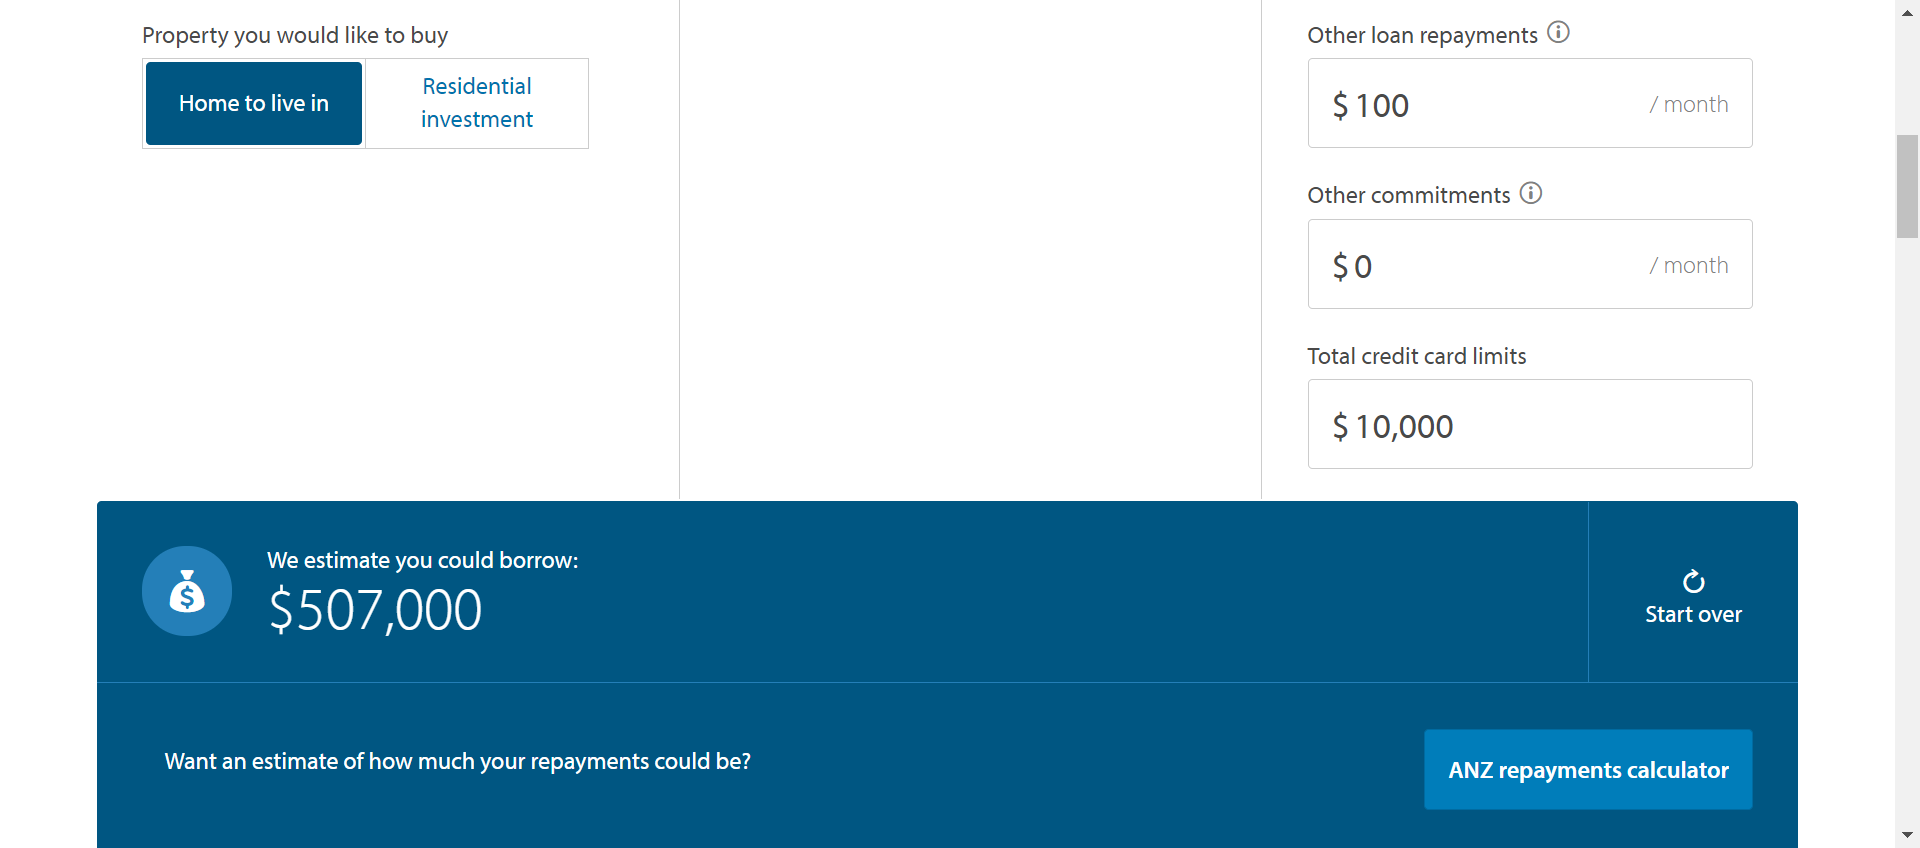 Property you would like to buy
Home to live in
Residential
investment
Other loan repayments
$ 100 / month
Other commitments
$ 0 / month
Total credit card limits
$ 10,000
We estimate you could borrow:
$507,000
Start over
Want an estimate of how much your repayments could be?
ANZ repayments calculator